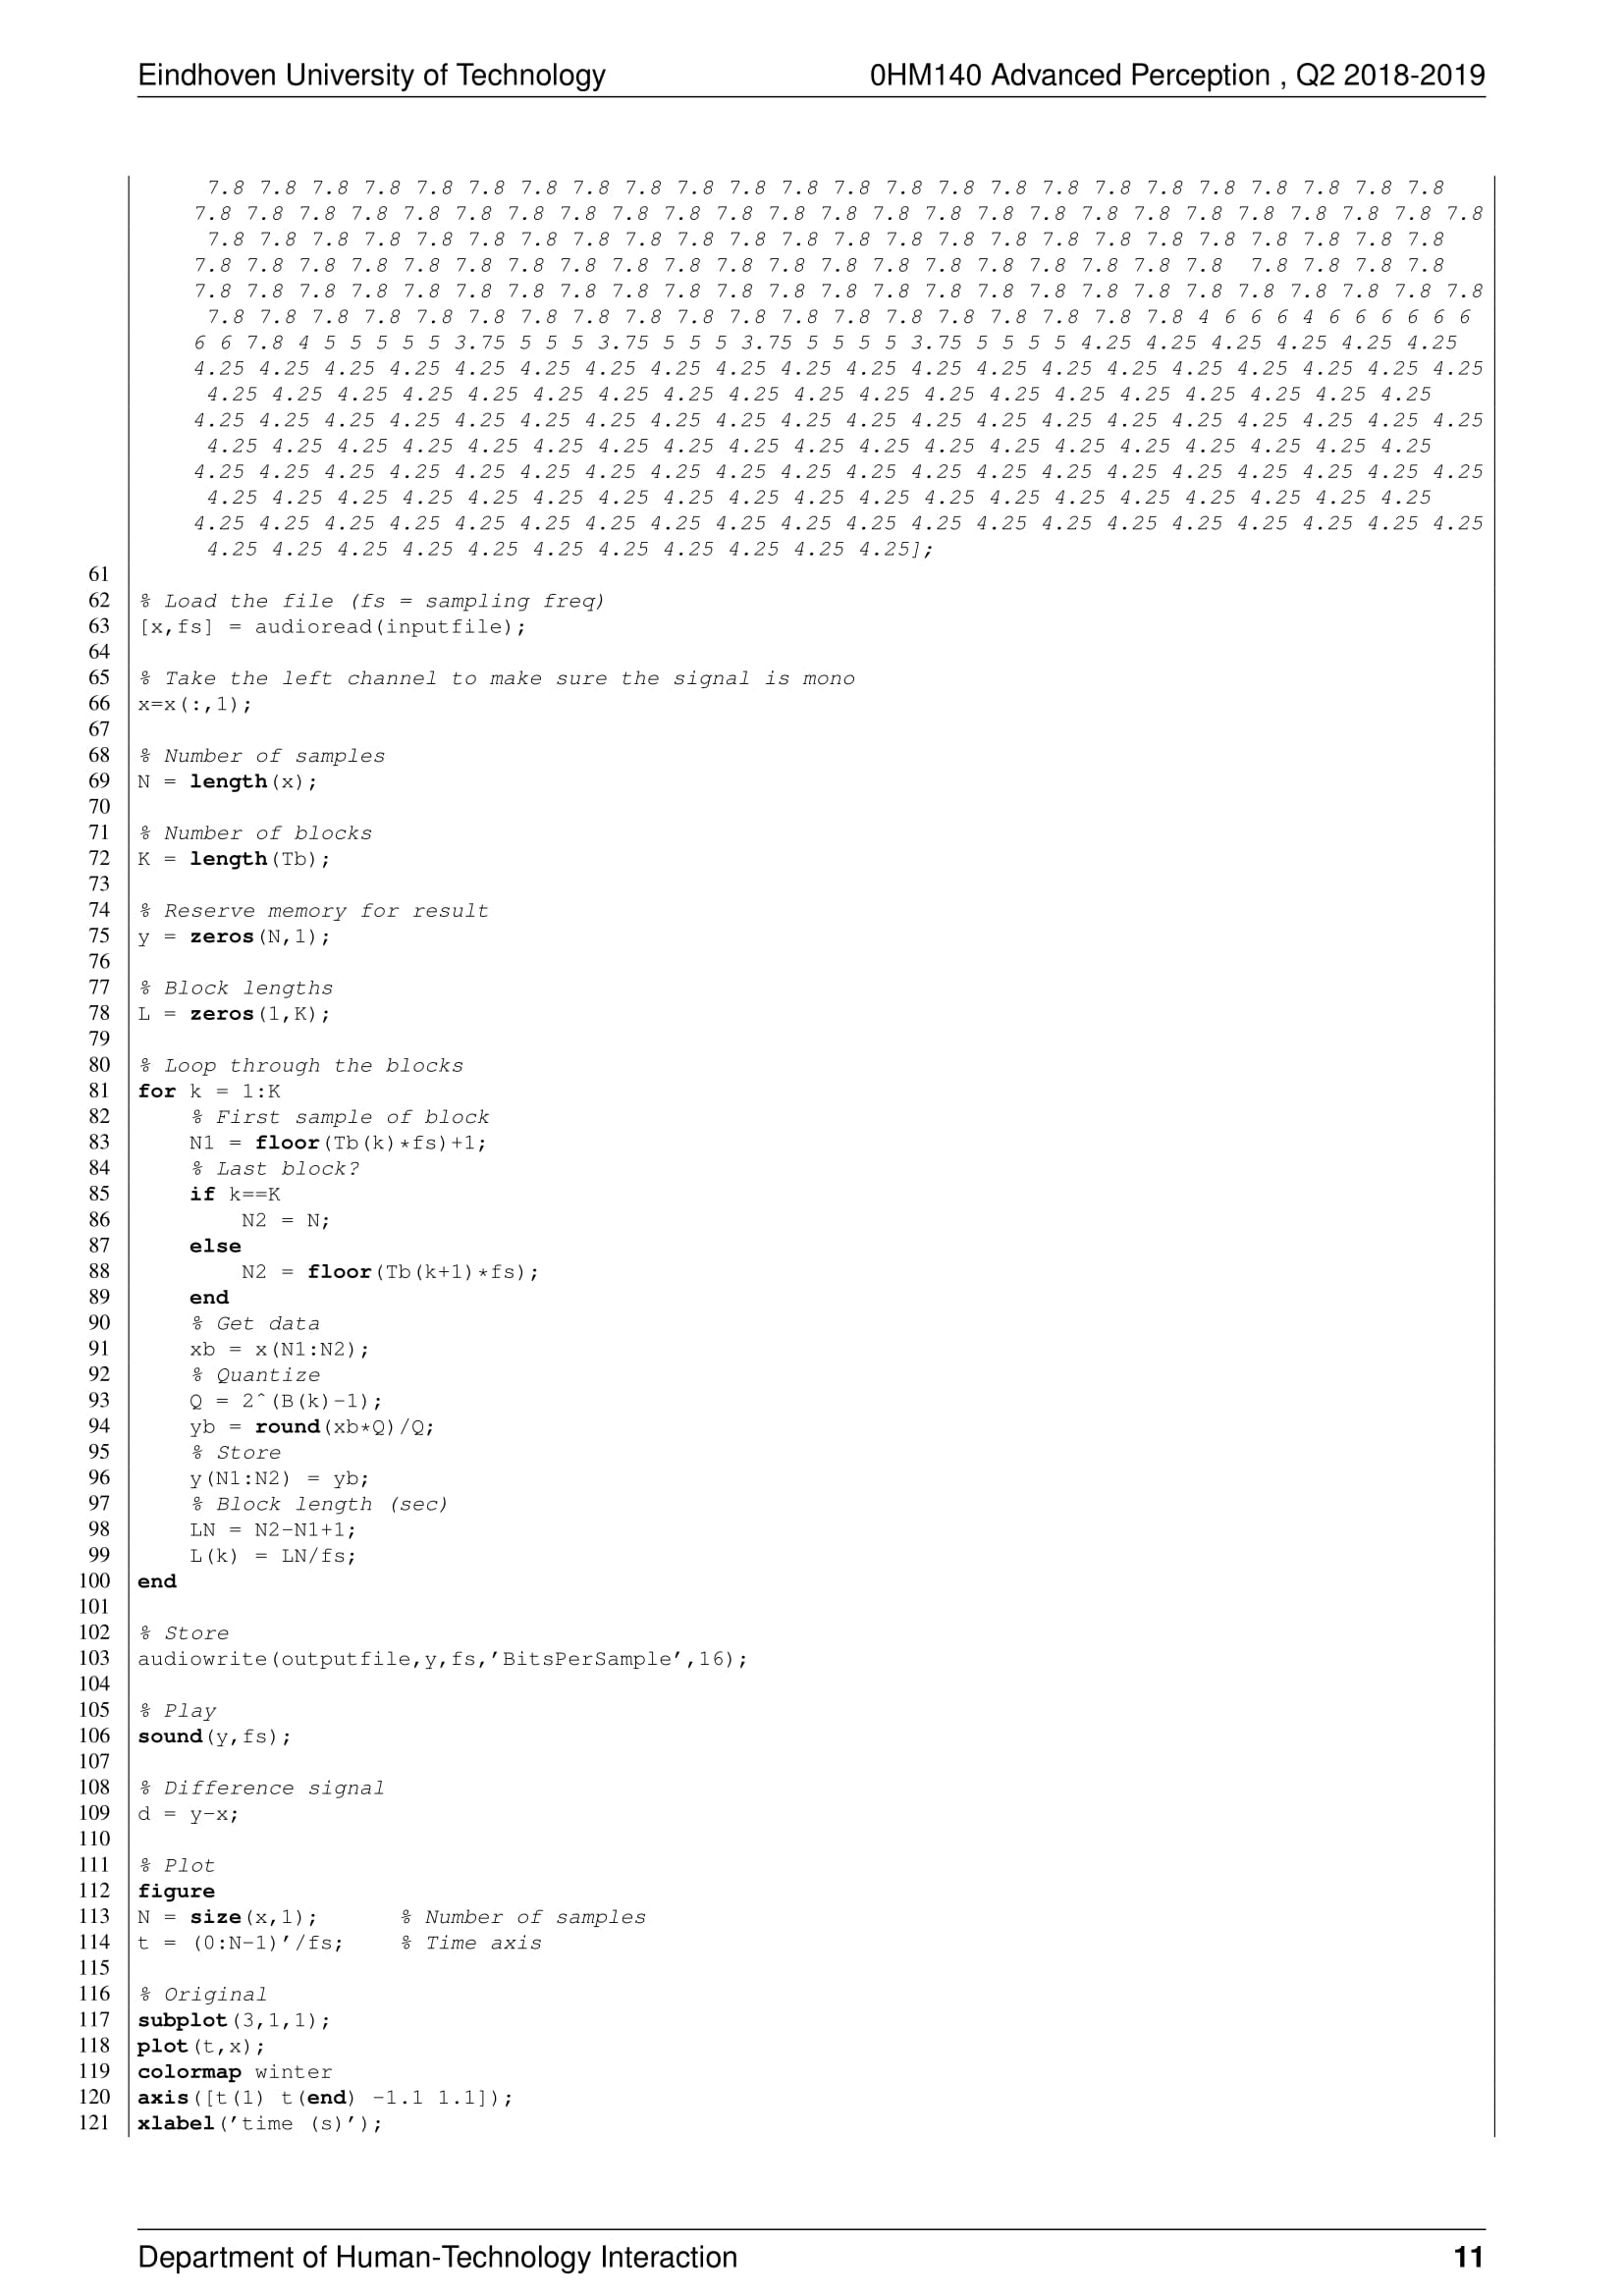 Eindhoven University of Technology 0HM140 Advanced Perception , Q2 2018-2019
7.8 7.8 7.8 7.8 7.8 7.8 7.8 7.8 7.8 7.8 7.8 7.8 7.8 7.8 7.8 7.8 7.8 7.8 7.8 7.8 7.8 7.8 7.8 7.8
7.8 7.8 7.8 7.8 7.8 7.8 7.8 7.8 7.8 7.8 7.8 7.8 7.8 7.8 7.8 7.8 7.8 7.8 7.8 7.8 7.8 7.8 7.8 7.8 7.8
7.8 7.8 7.8 7.8 7.8 7.8 7.8 7.8 7.8 7.8 7.8 7.8 7.8 7.8 7.8 7.8 7.8 7.8 7.8 7.8 7.8 7.8 7.8 7.8
7.8 7.8 7.8 7.8 7.8 7.8 7.8 7.8 7.8 7.8 7.8 7.8 7.8 7.8 7.8 7.8 7.8 7.8 7.8 7.8  7.8 7.8 7.8 7.8
7.8 7.8 7.8 7.8 7.8 7.8 7.8 7.8 7.8 7.8 7.8 7.8 7.8 7.8 7.8 7.8 7.8 7.8 7.8 7.8 7.8 7.8 7.8 7.8 7.8
7.8 7.8 7.8 7.8 7.8 7.8 7.8 7.8 7.8 7.8 7.8 7.8 7.8 7.8 7.8 7.8 7.8 7.8 7.8 4 6 6 6 4 6 6 6 6 6 6
6 6 7.8 4 5 5 5 5 5 3.75 5 5 5 3.75 5 5 5 3.75 5 5 5 5 3.75 5 5 5 5 4.25 4.25 4.25 4.25 4.25 4.25
4.25 4.25 4.25 4.25 4.25 4.25 4.25 4.25 4.25 4.25 4.25 4.25 4.25 4.25 4.25 4.25 4.25 4.25 4.25 4.25
4.25 4.25 4.25 4.25 4.25 4.25 4.25 4.25 4.25 4.25 4.25 4.25 4.25 4.25 4.25 4.25 4.25 4.25 4.25
4.25 4.25 4.25 4.25 4.25 4.25 4.25 4.25 4.25 4.25 4.25 4.25 4.25 4.25 4.25 4.25 4.25 4.25 4.25 4.25
4.25 4.25 4.25 4.25 4.25 4.25 4.25 4.25 4.25 4.25 4.25 4.25 4.25 4.25 4.25 4.25 4.25 4.25 4.25
4.25 4.25 4.25 4.25 4.25 4.25 4.25 4.25 4.25 4.25 4.25 4.25 4.25 4.25 4.25 4.25 4.25 4.25 4.25 4.25
4.25 4.25 4.25 4.25 4.25 4.25 4.25 4.25 4.25 4.25 4.25 4.25 4.25 4.25 4.25 4.25 4.25 4.25 4.25
4.25 4.25 4.25 4.25 4.25 4.25 4.25 4.25 4.25 4.25 4.25 4.25 4.25 4.25 4.25 4.25 4.25 4.25 4.25 4.25
4.25 4.25 4.25 4.25 4.25 4.25 4.25 4.25 4.25 4.25 4.25];
61
62 % Load the file (fs = sampling freq)
63 [x,fs] = audioread(inputfile);
64
65 % Take the left channel to make sure the signal is mono
66 x=x(:,1);
67
68 % Number of samples
69 N = length(x);
70
71 % Number of blocks
72 K = length(Tb);
73
74 % Reserve memory for result
75 y = zeros(N,1);
76
77 % Block lengths
78 L = zeros(1,K);
79
80 % Loop through the blocks
81 for k = 1:K
82     % First sample of block
83     N1 = floor(Tb(k)*fs)+1;
84     % Last block?
85     if k==K
86         N2 = N;
87     else
88         N2 = floor(Tb(k+1)*fs);
89     end
90     % Get data
91     xb = x(N1:N2);
92     % Quantize
93     Q = 2^(B(k)-1);
94     yb = round(xb*Q)/Q;
95     % Store
96     y(N1:N2) = yb;
97     % Block length (sec)
98     LN = N2-N1+1;
99     L(k) = LN/fs;
100 end
101
102 % Store
103 audiowrite(outputfile,y,fs,'BitsPerSample',16);
104
105 % Play
106 sound(y,fs);
107
108 % Difference signal
109 d = y-x;
110
111 % Plot
112 figure
113 N = size(x,1);      % Number of samples
114 t = (0:N-1)'/fs;    % Time axis
115
116 % Original
117 subplot(3,1,1);
118 plot(t,x);
119 colormap winter
120 axis([t(1) t(end) -1.1 1.1]);
121 xlabel('time (s)');
Department of Human-Technology Interaction 11